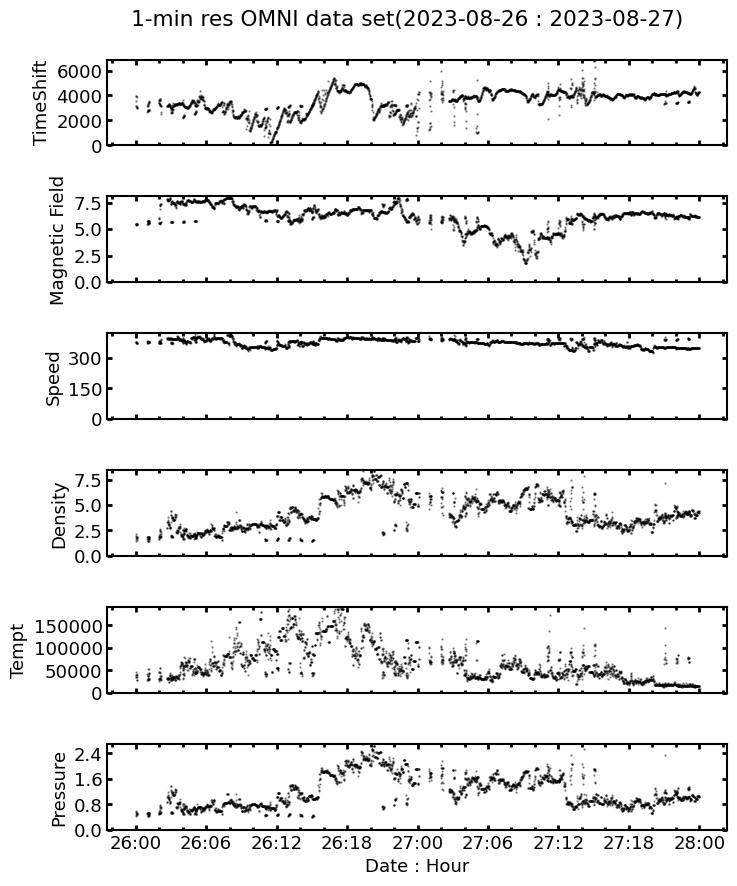 1-min res OMNI data set(2023-08-26 : 2023-08-27)
TimeShift
6000
4000
2000
0
Magnetic Field
7.5
5.0
2.5
0.0
Speed
300
150
0
Density
7.5
5.0
2.5
0.0
Tempt
150000
100000
50000
0
Pressure
2.4
1.6
0.8
0.0
26:00 26:06 26:12 26:18 27:00 27:06 27:12 27:18 28:00
Date : Hour